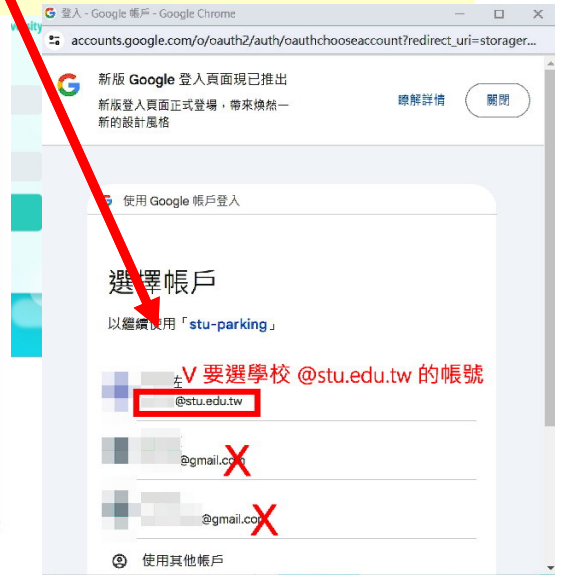 登入 - Google 帳戶 - Google Chrome
accounts.google.com/o/oauth2/auth/oauthchooseaccount?redirect_uri=storager...
新版 Google 登入頁面現已推出
新版登入頁面正式登場，帶來煥然一
新的設計風格
瞭解詳情
關閉
使用 Google 帳戶登入
選擇帳戶
以繼續使用「stu-parking」
左
V 要選學校 @stu.edu.tw 的帳號
@stu.edu.tw
@gmail.com
X
@gmail.com
X
使用其他帳戶